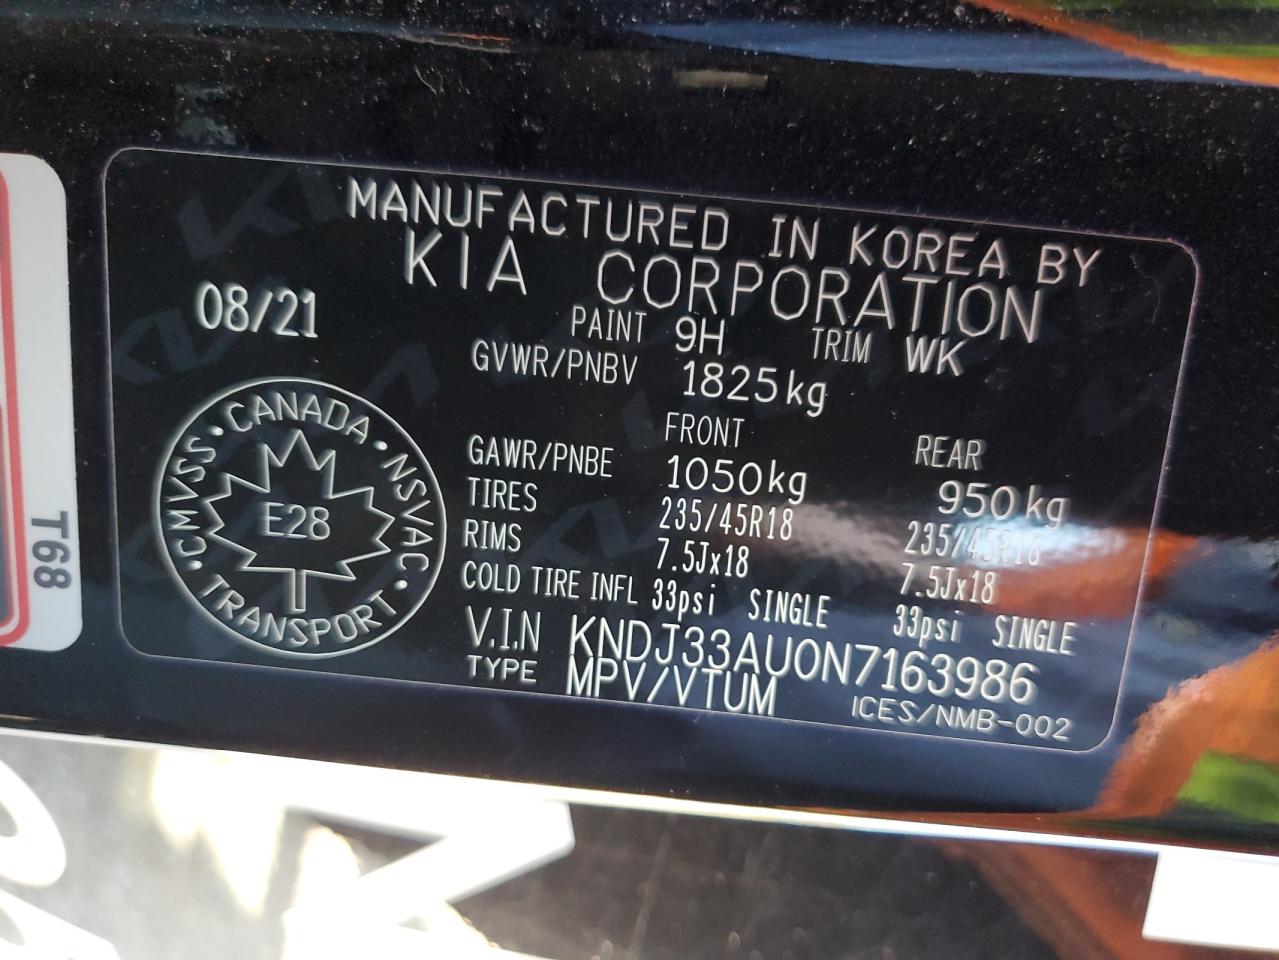 MANUFACTURED IN KOREA BY
KIA CORPORATION
08/21
PAINT 9H TRIM WK
GVWR/PNBV 1825kg
FRONT REAR
GAWR/PNBE 1050kg 950kg
TIRES 235/45R18 235/45R18
RIMS 7.5Jx18 7.5Jx18
COLD TIRE INFL 33psi SINGLE 33psi SINGLE
V.I.N KNDJ33AU0N7163986
TYPE MPV/VTUM
ICES/NMB-002
CANADA · NSVAC · TRANSPORT · CMVSS ·
E28
T68